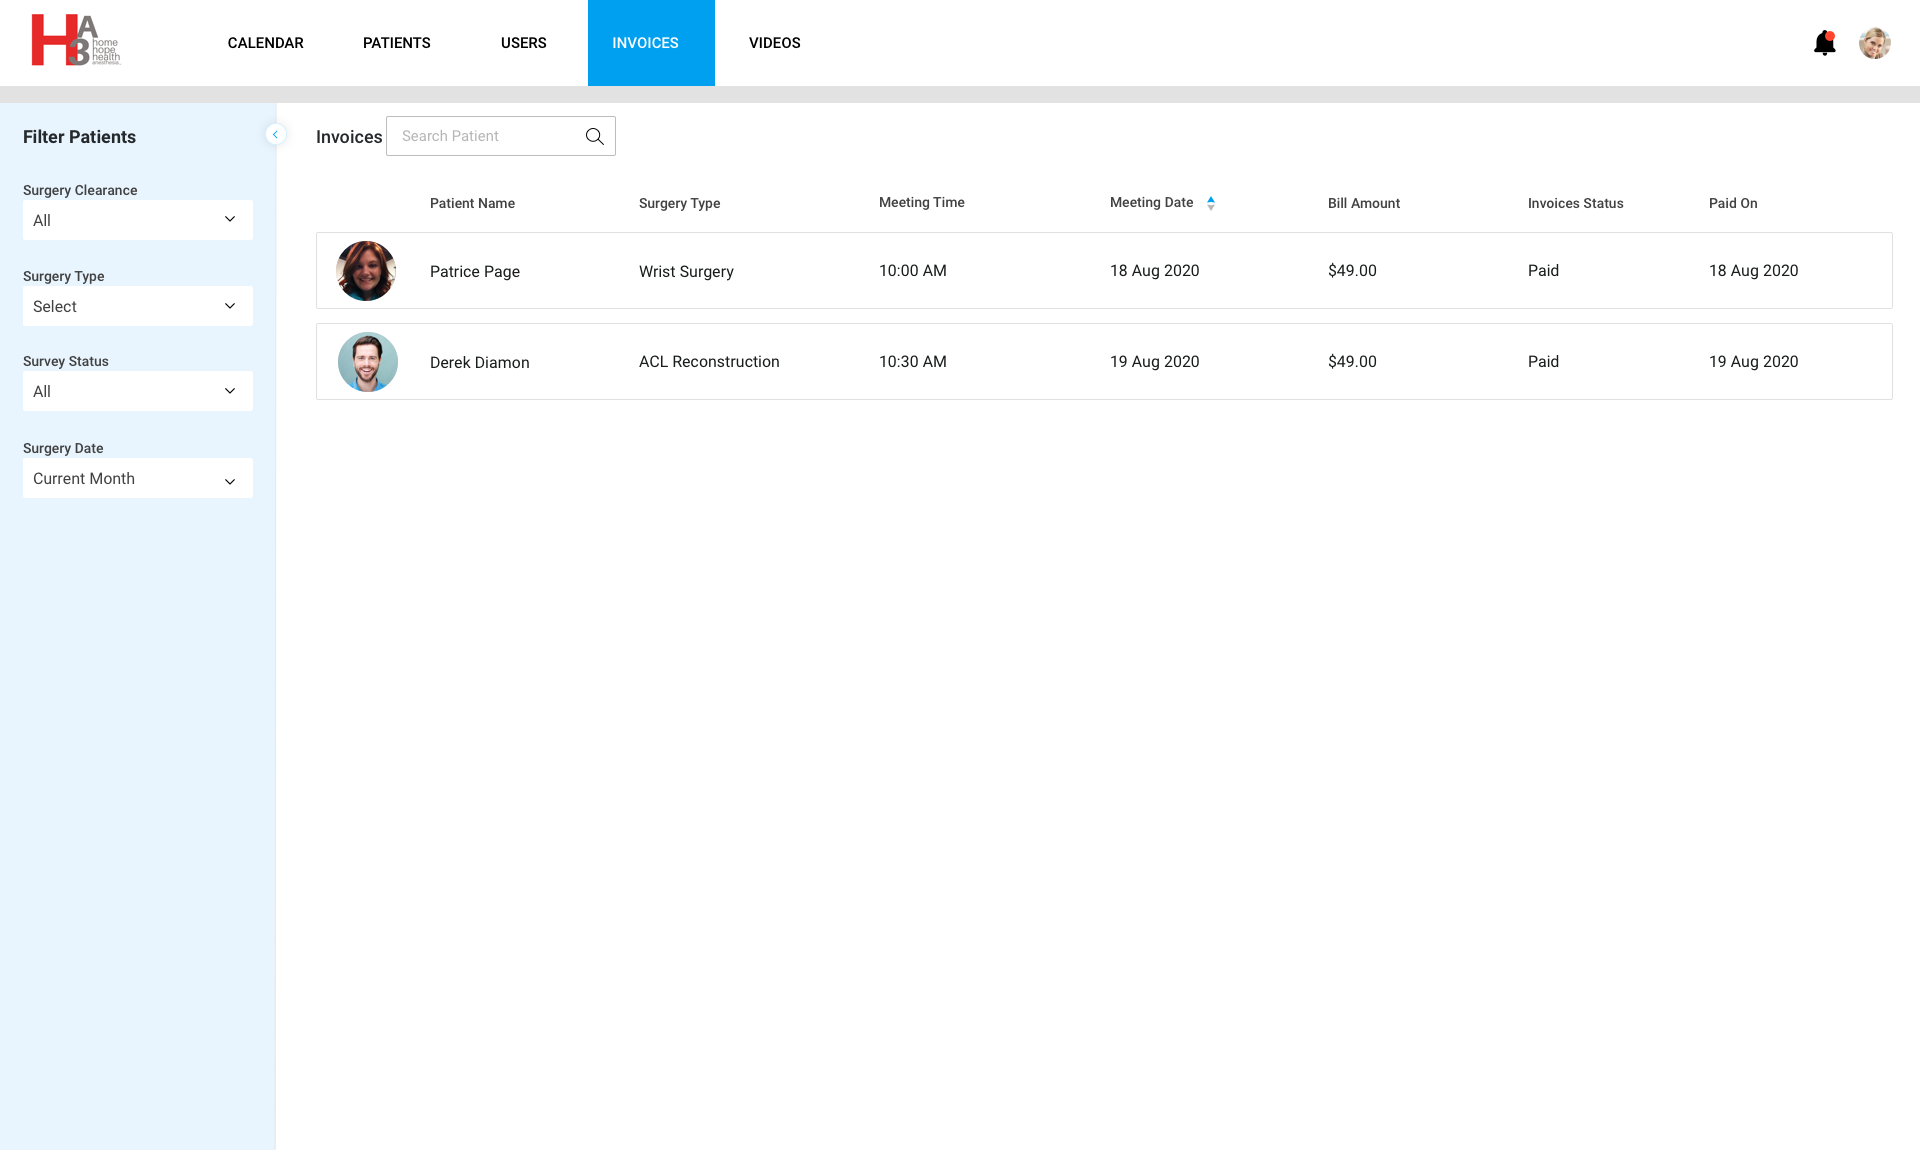 HA3
home
hope
health
anesthesia
CALENDAR
PATIENTS
USERS
INVOICES
VIDEOS
Filter Patients
Surgery Clearance
All
Surgery Type
Select
Survey Status
All
Surgery Date
Current Month
Invoices
Search Patient
Patient Name Surgery Type Meeting Time Meeting Date Bill Amount Invoices Status Paid On
Patrice Page Wrist Surgery 10:00 AM 18 Aug 2020 $49.00 Paid 18 Aug 2020
Derek Diamon ACL Reconstruction 10:30 AM 19 Aug 2020 $49.00 Paid 19 Aug 2020